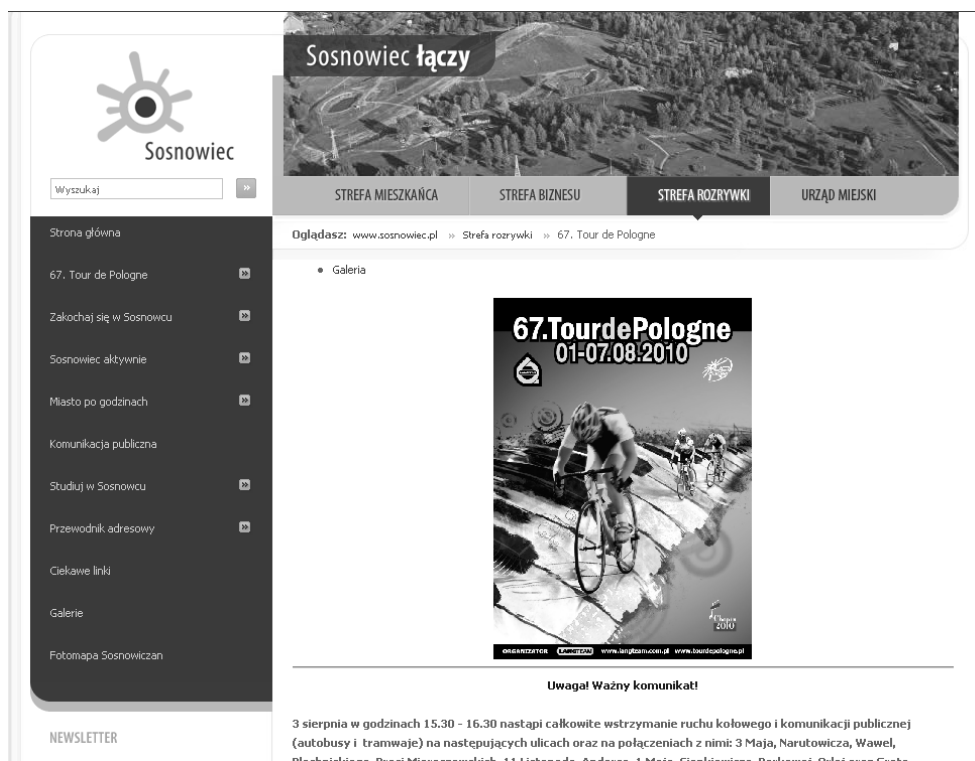 Sosnowiec łączy
Sosnowiec
Wyszukaj
STREFA MIESZKAŃCA
STREFA BIZNESU
STREFA ROZRYWKI
URZĄD MIEJSKI
Oglądasz: www.sosnowiec.pl » Strefa rozrywki » 67. Tour de Pologne
Strona główna
67. Tour de Pologne
Zakochaj się w Sosnowcu
Sosnowiec aktywnie
Miasto po godzinach
Komunikacja publiczna
Studiuj w Sosnowcu
Przewodnik adresowy
Ciekawe linki
Galerie
Fotomapa Sosnowiczan
NEWSLETTER
• Galeria
67.TourdePologne
01-07.08.2010
2010
ORGANIZATOR LANGTEAM www.langteam.com.pl www.tourdepologne.pl
Uwaga! Ważny komunikat!
3 sierpnia w godzinach 15.30 - 16.30 nastąpi całkowite wstrzymanie ruchu kołowego i komunikacji publicznej
(autobusy i tramwaje) na następujących ulicach oraz na połączeniach z nimi: 3 Maja, Narutowicza, Wawel,